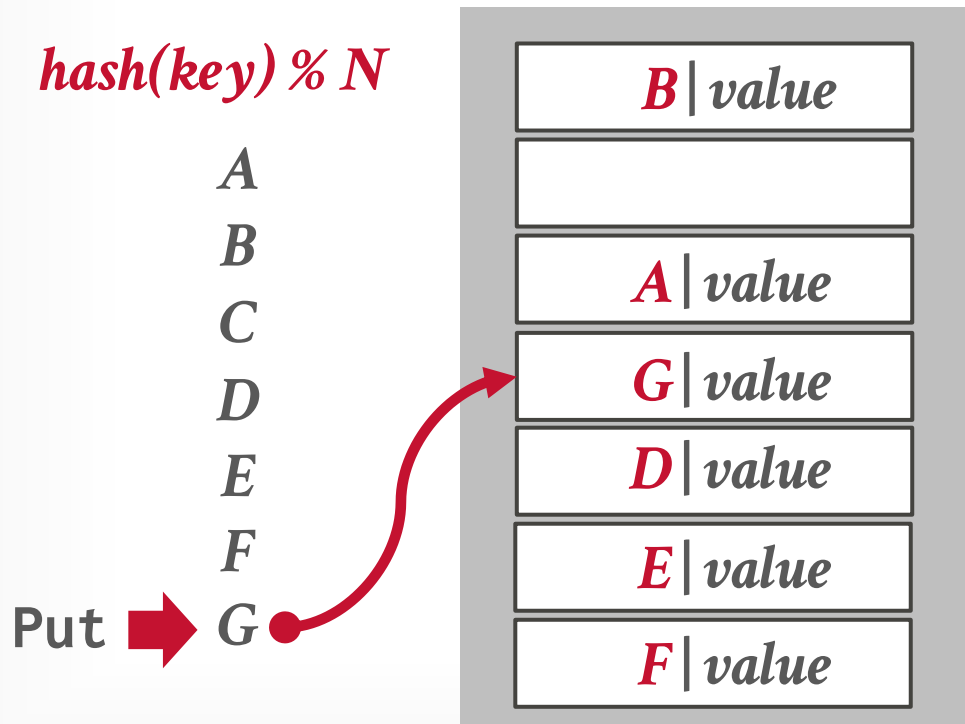 hash(key) % N
A
B
C
D
E
F
Put G
B|value
A|value
G|value
D|value
E|value
F|value